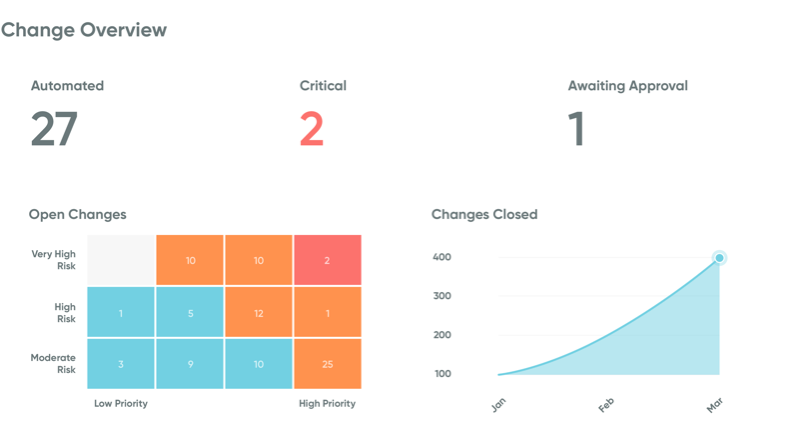 Change Overview
Automated
Critical
Awaiting Approval
27
2
1
Open Changes
Changes Closed
Very High
Risk
10
10
2
High
Risk
1
5
12
1
Moderate
Risk
3
9
10
25
Low Priority
High Priority
400
300
200
100
Jan
Feb
Mar